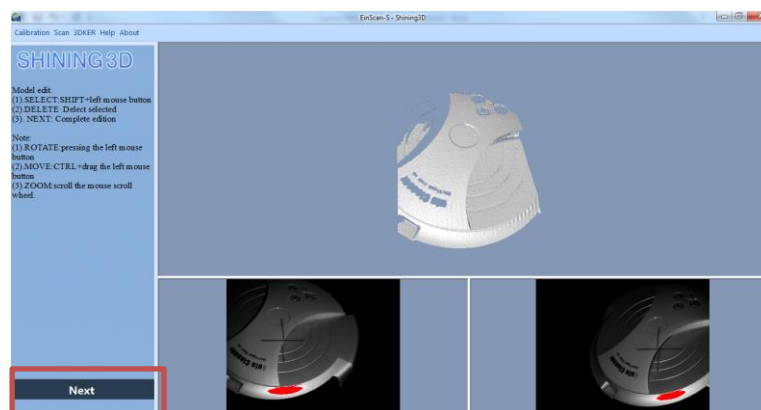 EinScan-S - Shining3D
Calibration Scan 3DKER Help About
SHINING3D
Model edit:
(1).SELECT:SHIFT+left mouse button
(2).DELETE :Delect selected
(3). NEXT: Complete edition
Note:
(1).ROTATE:pressing the left mouse
button
(2).MOVE:CTRL+drag the left mouse
button
(3).ZOOM:scroll the mouse scroll
wheel.
Next